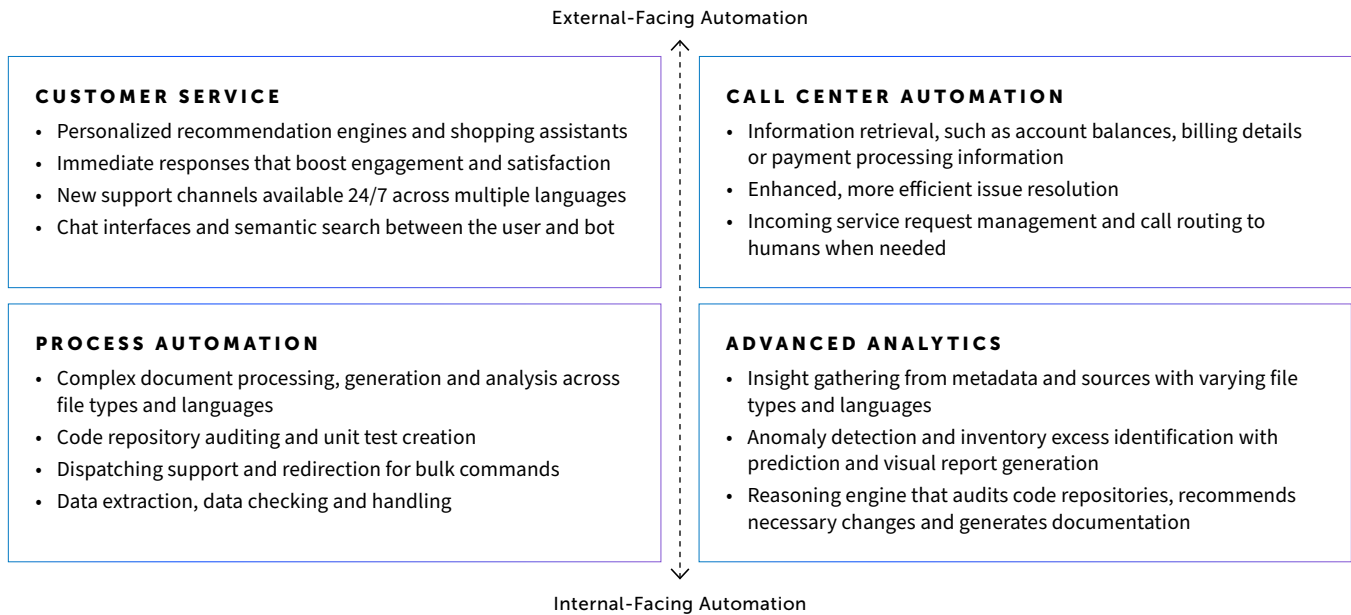 External-Facing Automation
CUSTOMER SERVICE
• Personalized recommendation engines and shopping assistants
• Immediate responses that boost engagement and satisfaction
• New support channels available 24/7 across multiple languages
• Chat interfaces and semantic search between the user and bot
CALL CENTER AUTOMATION
• Information retrieval, such as account balances, billing details
or payment processing information
• Enhanced, more efficient issue resolution
• Incoming service request management and call routing to
humans when needed
PROCESS AUTOMATION
• Complex document processing, generation and analysis across
file types and languages
• Code repository auditing and unit test creation
• Dispatching support and redirection for bulk commands
• Data extraction, data checking and handling
ADVANCED ANALYTICS
• Insight gathering from metadata and sources with varying file
types and languages
• Anomaly detection and inventory excess identification with
prediction and visual report generation
• Reasoning engine that audits code repositories, recommends
necessary changes and generates documentation
Internal-Facing Automation